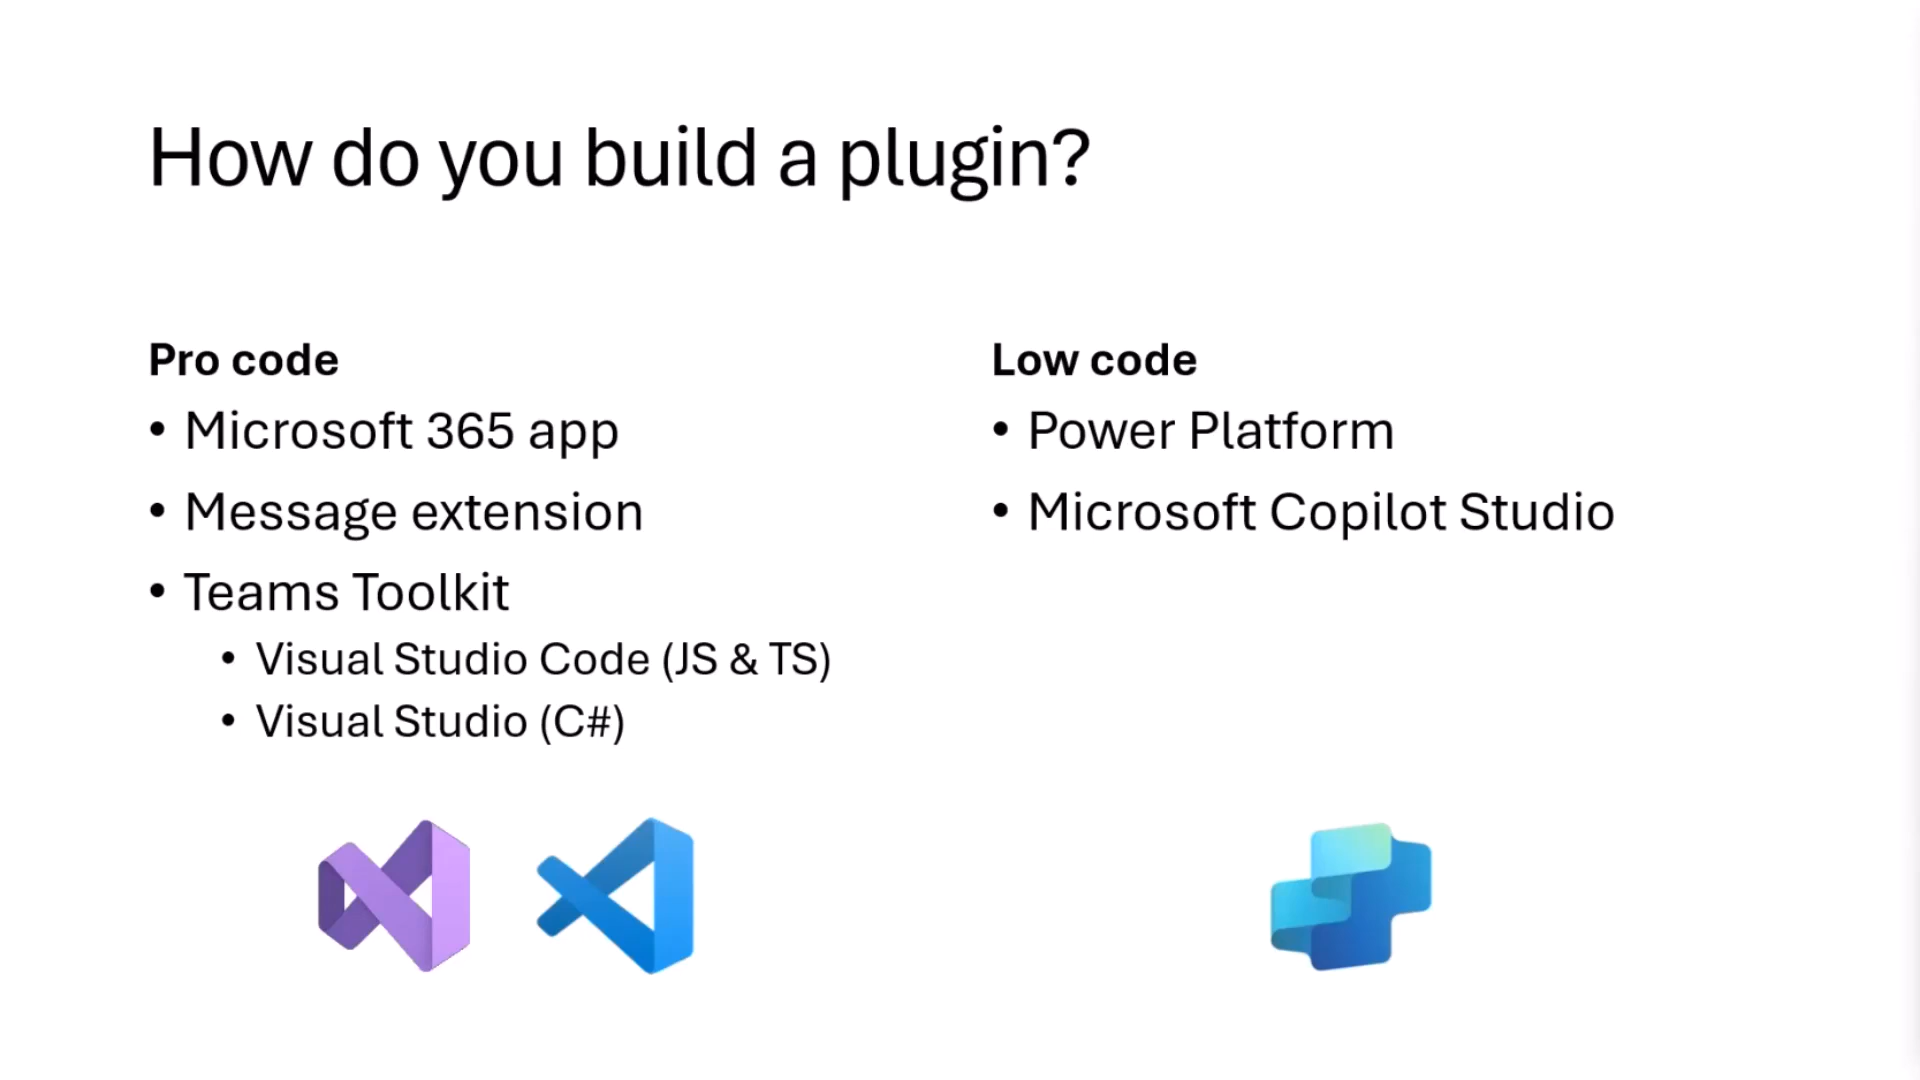 How do you build a plugin?
Pro code
• Microsoft 365 app
• Message extension
• Teams Toolkit
• Visual Studio Code (JS & TS)
• Visual Studio (C#)
Low code
• Power Platform
• Microsoft Copilot Studio